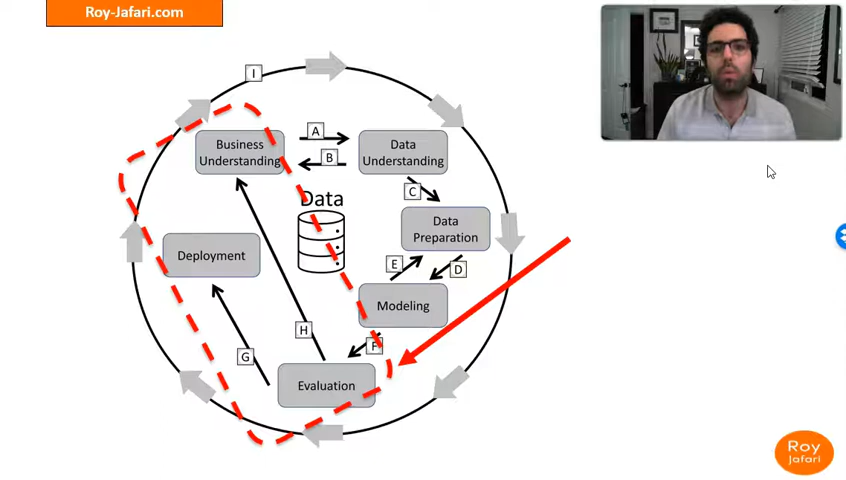 Roy-Jafari.com
I
Business
Understanding
A
B
Data
Understanding
C
Data
Data
Preparation
Deployment
E
D
Modeling
H
F
G
Evaluation
Roy
Jafari